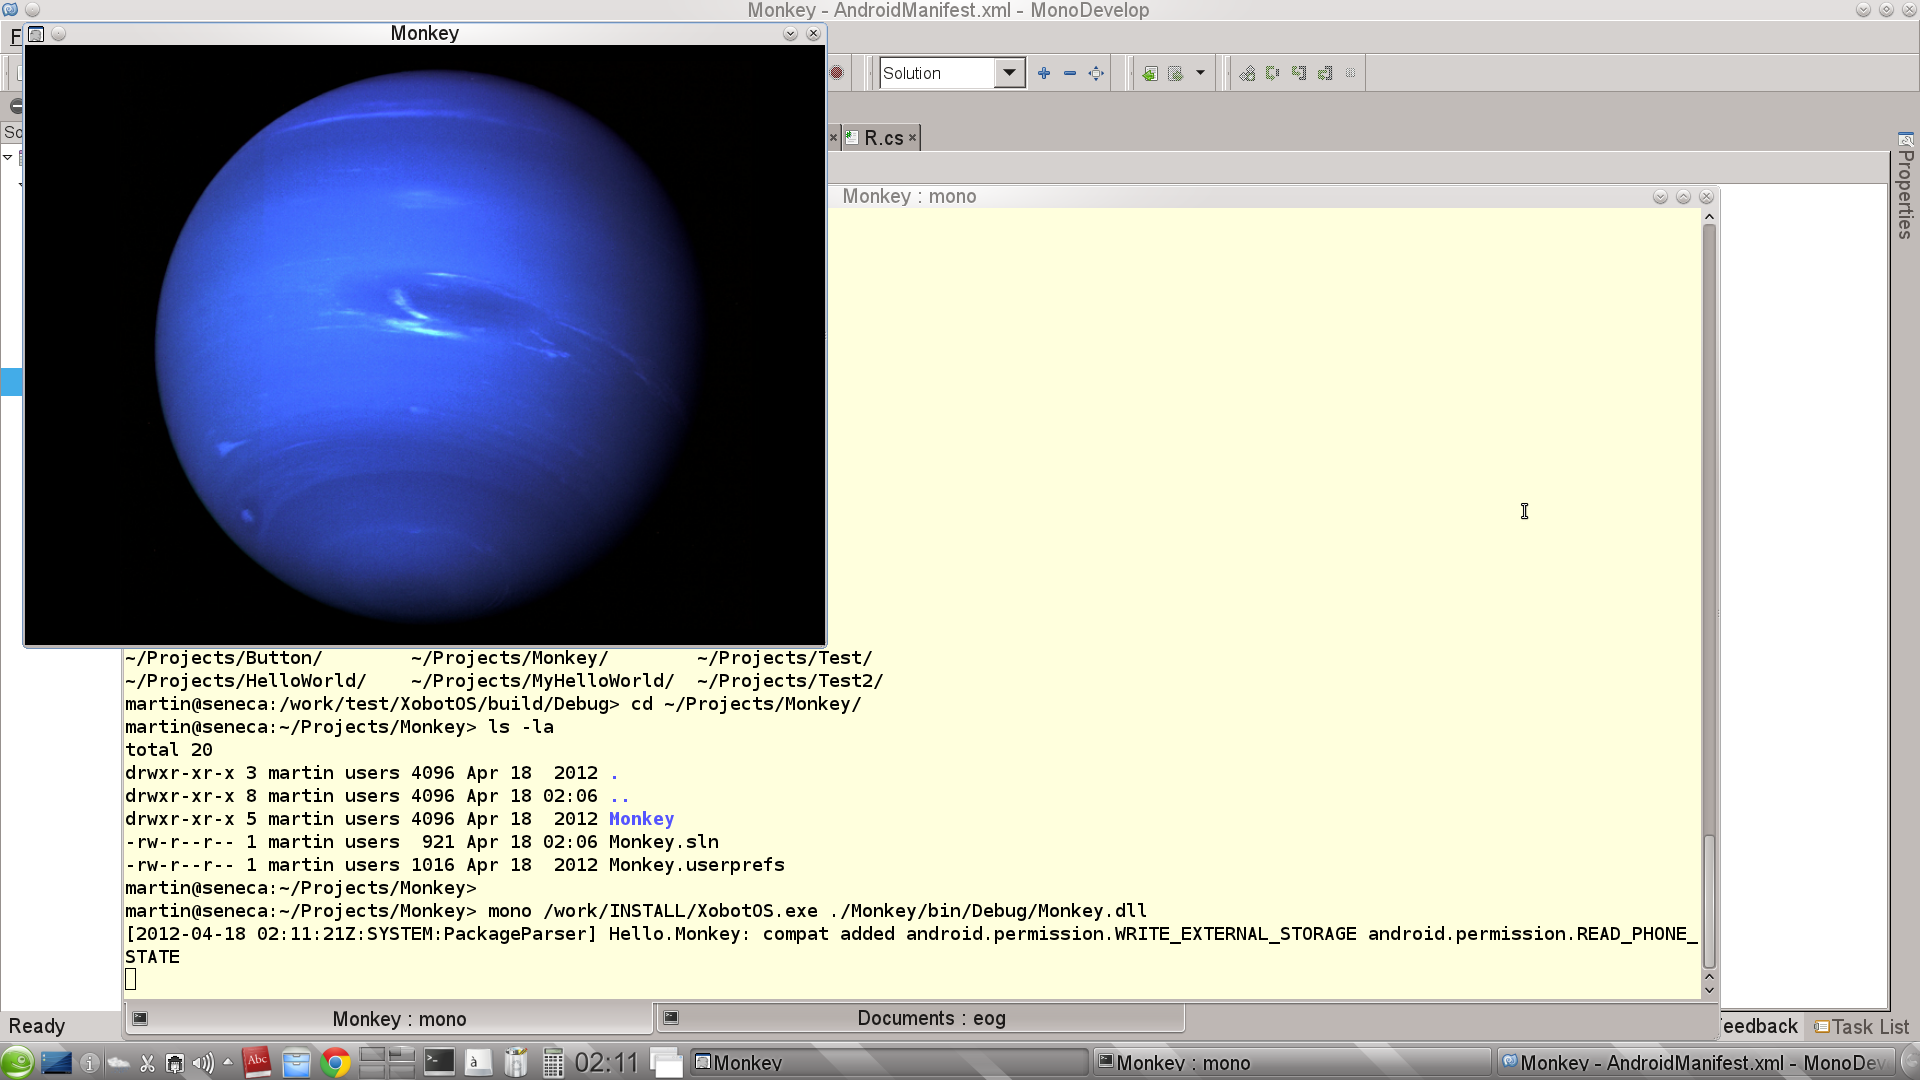 Monkey - AndroidManifest.xml - MonoDevelop
F
Monkey
Solution
So
R.cs
Properties
Monkey : mono
~/Projects/Button/        ~/Projects/Monkey/        ~/Projects/Test/
~/Projects/HelloWorld/    ~/Projects/MyHelloWorld/  ~/Projects/Test2/
martin@seneca:/work/test/XobotOS/build/Debug> cd ~/Projects/Monkey/
martin@seneca:~/Projects/Monkey> ls -la
total 20
drwxr-xr-x 3 martin users 4096 Apr 18  2012 .
drwxr-xr-x 8 martin users 4096 Apr 18 02:06 ..
drwxr-xr-x 5 martin users 4096 Apr 18  2012 Monkey
-rw-r--r-- 1 martin users  921 Apr 18 02:06 Monkey.sln
-rw-r--r-- 1 martin users 1016 Apr 18  2012 Monkey.userprefs
martin@seneca:~/Projects/Monkey>
martin@seneca:~/Projects/Monkey> mono /work/INSTALL/XobotOS.exe ./Monkey/bin/Debug/Monkey.dll
[2012-04-18 02:11:21Z:SYSTEM:PackageParser] Hello.Monkey: compat added android.permission.WRITE_EXTERNAL_STORAGE android.permission.READ_PHONE_
STATE
Monkey : mono
Documents : eog
Ready
eedback
Task List
Abc
à
02:11
Monkey
Monkey : mono
Monkey - AndroidManifest.xml - MonoDev